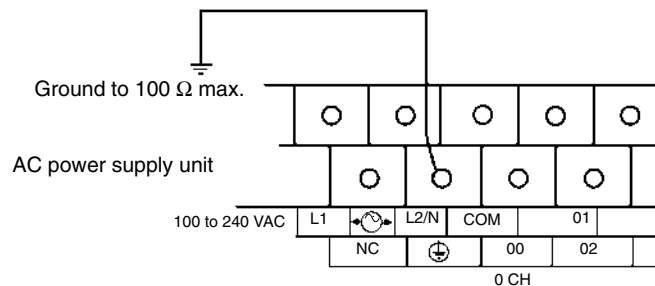 Ground to 100 Ω max.
AC power supply unit
100 to 240 VAC L1 L2/N COM 01
NC 00 02
0 CH